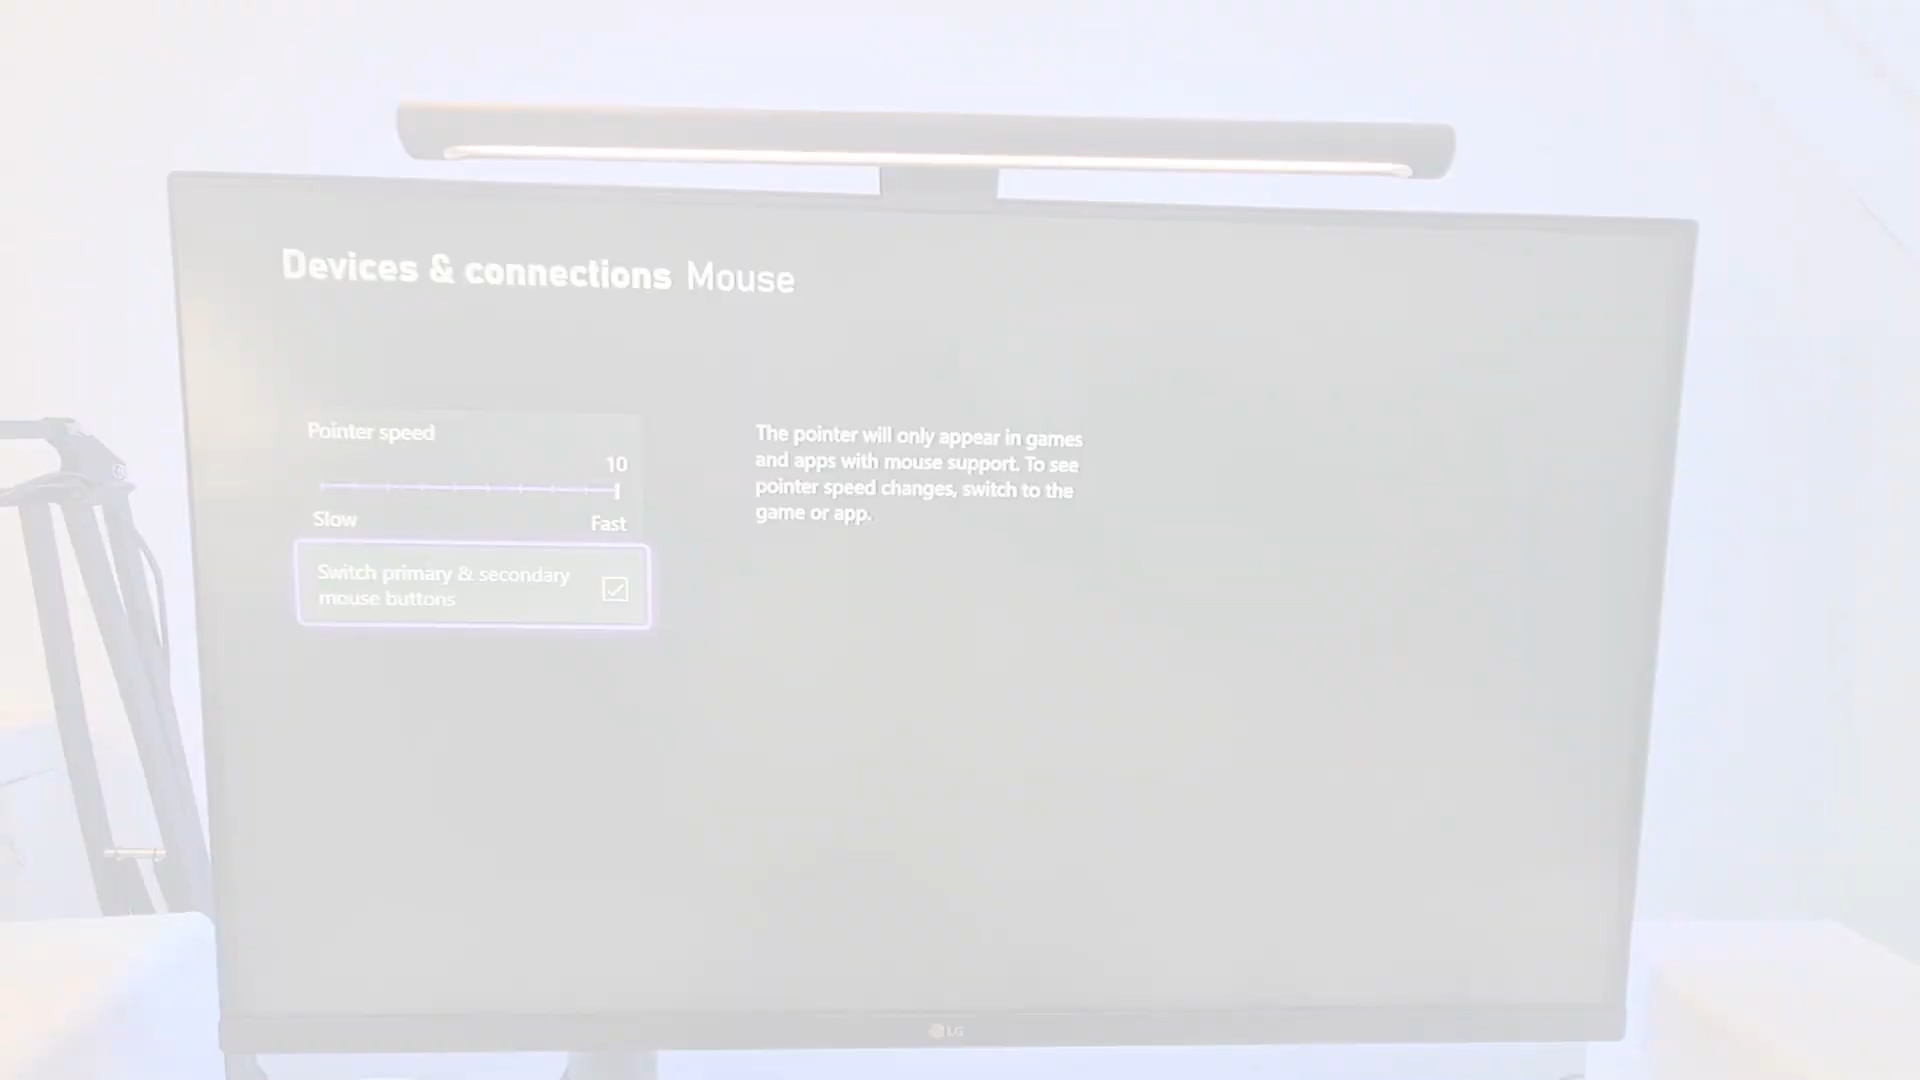 Devices & connections Mouse
Pointer speed
10
Slow
Fast
Switch primary & secondary
mouse buttons
The pointer will only appear in games
and apps with mouse support. To see
pointer speed changes, switch to the
game or app.
LG